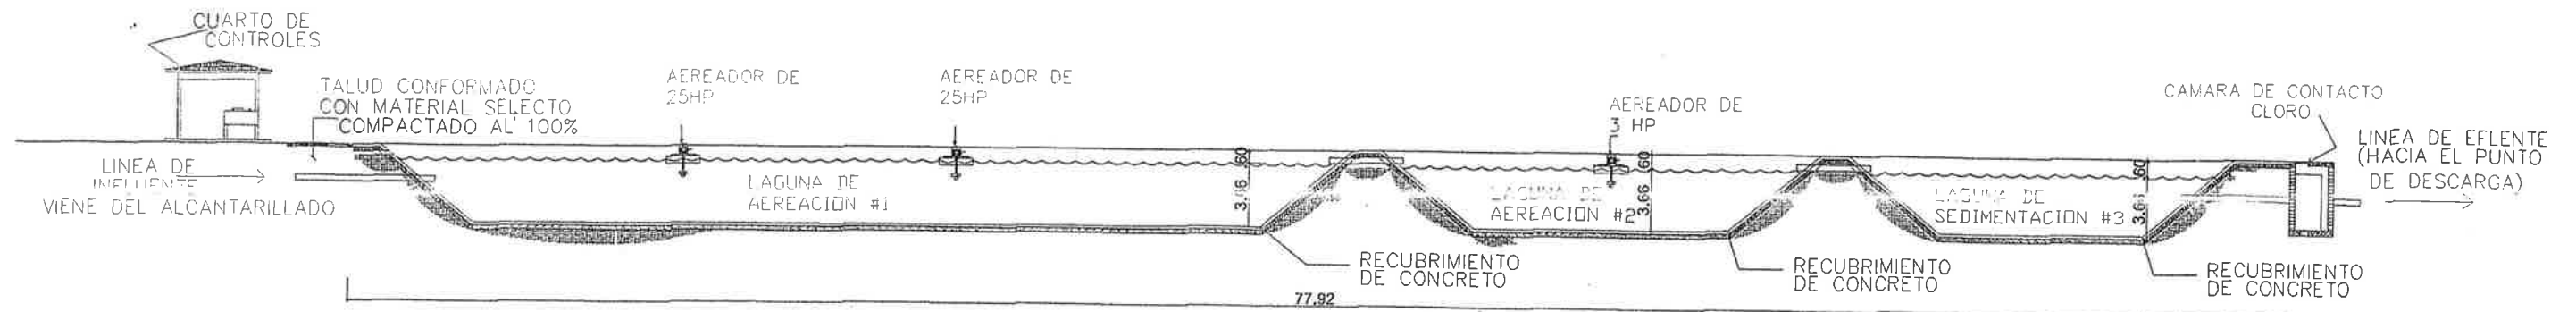 CUARTO DE
CONTROLES
TALUD CONFORMADO
CON MATERIAL SELECTO
COMPACTADO AL 100%
AEREADOR DE
25HP
AEREADOR DE
25HP
AEREADOR DE
3 HP
CAMARA DE CONTACTO
CLORO
LINEA DE EFLENTE
(HACIA EL PUNTO
DE DESCARGA)
LINEA DE
INFLUENTE
VIENE DEL ALCANTARILLADO
LAGUNA DE
AEREACION #1
.60
3.66
LAGUNA DE
AEREACION #2
.60
3.66
LAGUNA DE
SEDIMENTACION #3
.60
RECUBRIMIENTO
DE CONCRETO
RECUBRIMIENTO
DE CONCRETO
RECUBRIMIENTO
DE CONCRETO
77.92